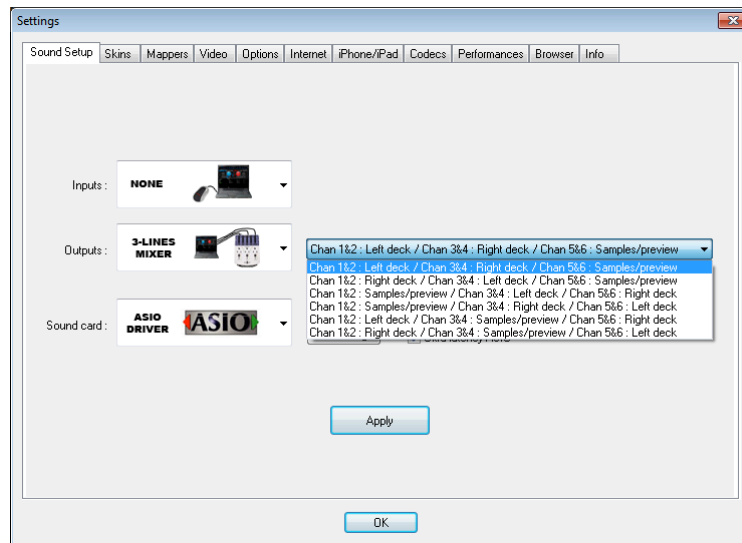 Settings
Sound Setup Skins Mappers Video Options Internet iPhone/iPad Codecs Performances Browser Info
Inputs : NONE
Outputs : 3-LINES MIXER
Chan 1&2 : Left deck / Chan 3&4 : Right deck / Chan 5&6 : Samples/preview
Chan 1&2 : Left deck / Chan 3&4 : Right deck / Chan 5&6 : Samples/preview
Chan 1&2 : Right deck / Chan 3&4 : Left deck / Chan 5&6 : Samples/preview
Chan 1&2 : Samples/preview / Chan 3&4 : Left deck / Chan 5&6 : Right deck
Chan 1&2 : Samples/preview / Chan 3&4 : Right deck / Chan 5&6 : Left deck
Chan 1&2 : Left deck / Chan 3&4 : Samples/preview / Chan 5&6 : Right deck
Chan 1&2 : Right deck / Chan 3&4 : Samples/preview / Chan 5&6 : Left deck
Sound card : ASIO DRIVER ASIO
Apply
OK